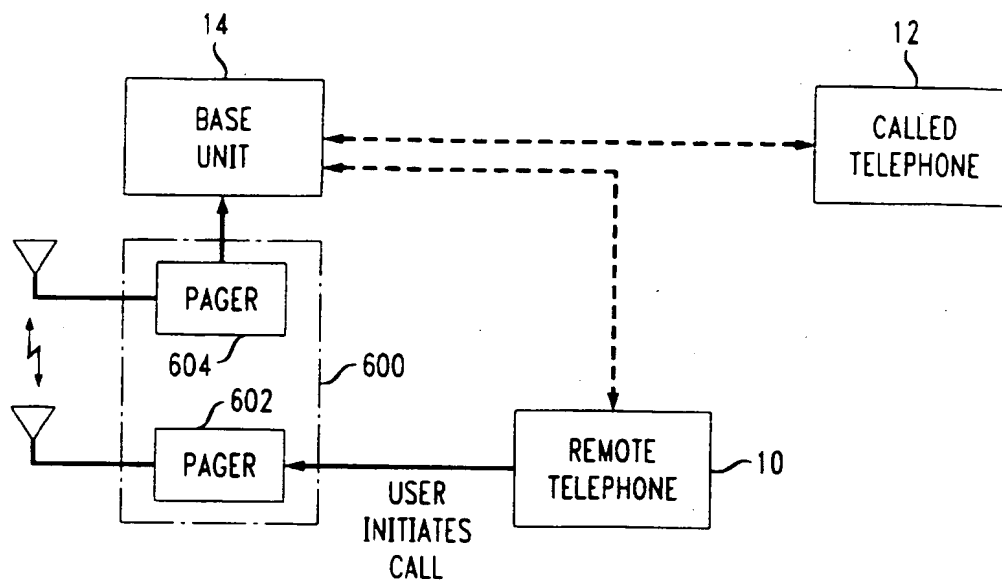 14
BASE
UNIT
12
CALLED
TELEPHONE
PAGER
604
600
602
PAGER
USER
INITIATES
CALL
REMOTE
TELEPHONE
10